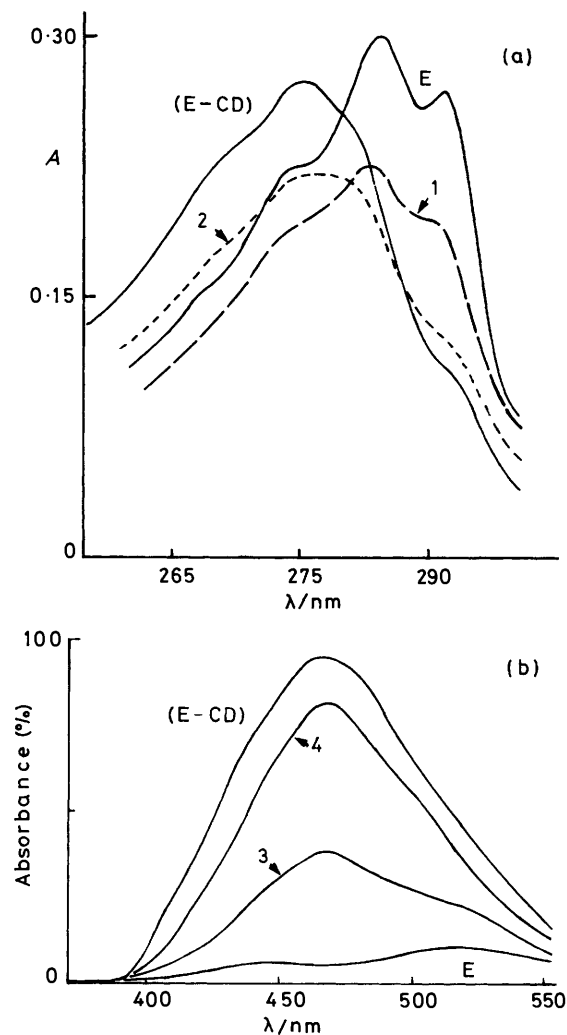 0·30
(a)
E
(E-CD)
A
1
2
0·15
0
265 275 290
λ/nm
100
(b)
(E-CD)
4
Absorbance (%)
3
0
E
400 450 500 550
λ/nm